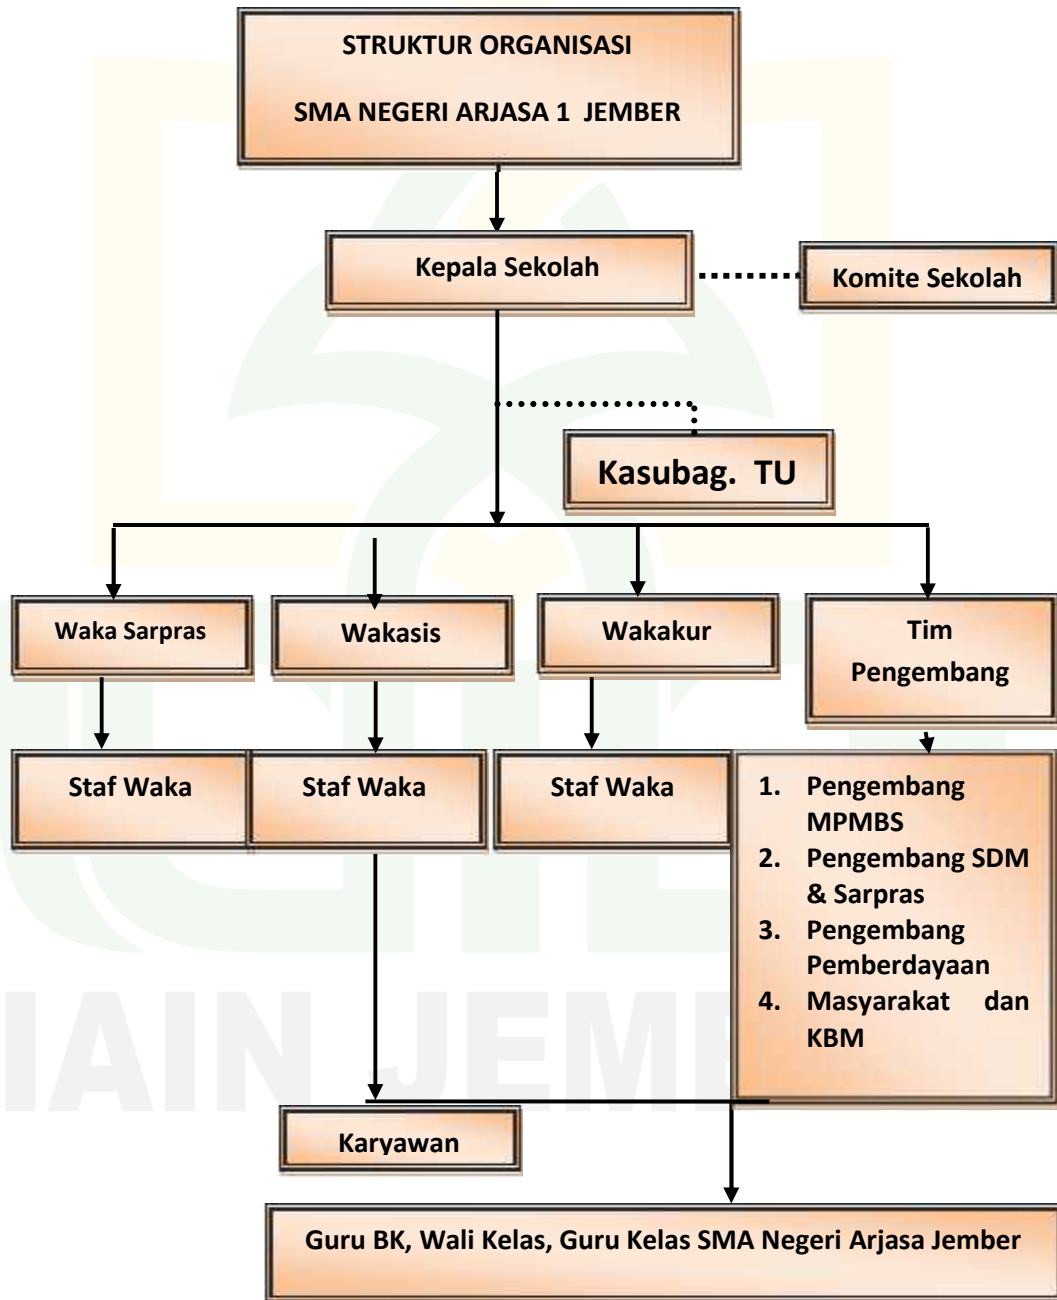 STRUKTUR ORGANISASI
SMA NEGERI ARJASA 1 JEMBER
Kepala Sekolah
Komite Sekolah
Kasubag. TU
Waka Sarpras
Wakasis
Wakakur
Tim
Pengembang
Staf Waka
Staf Waka
Staf Waka
1. Pengembang
MPMBS
2. Pengembang SDM
& Sarpras
3. Pengembang
Pemberdayaan
4. Masyarakat dan
KBM
IAIN JEM
Karyawan
Guru BK, Wali Kelas, Guru Kelas SMA Negeri Arjasa Jember